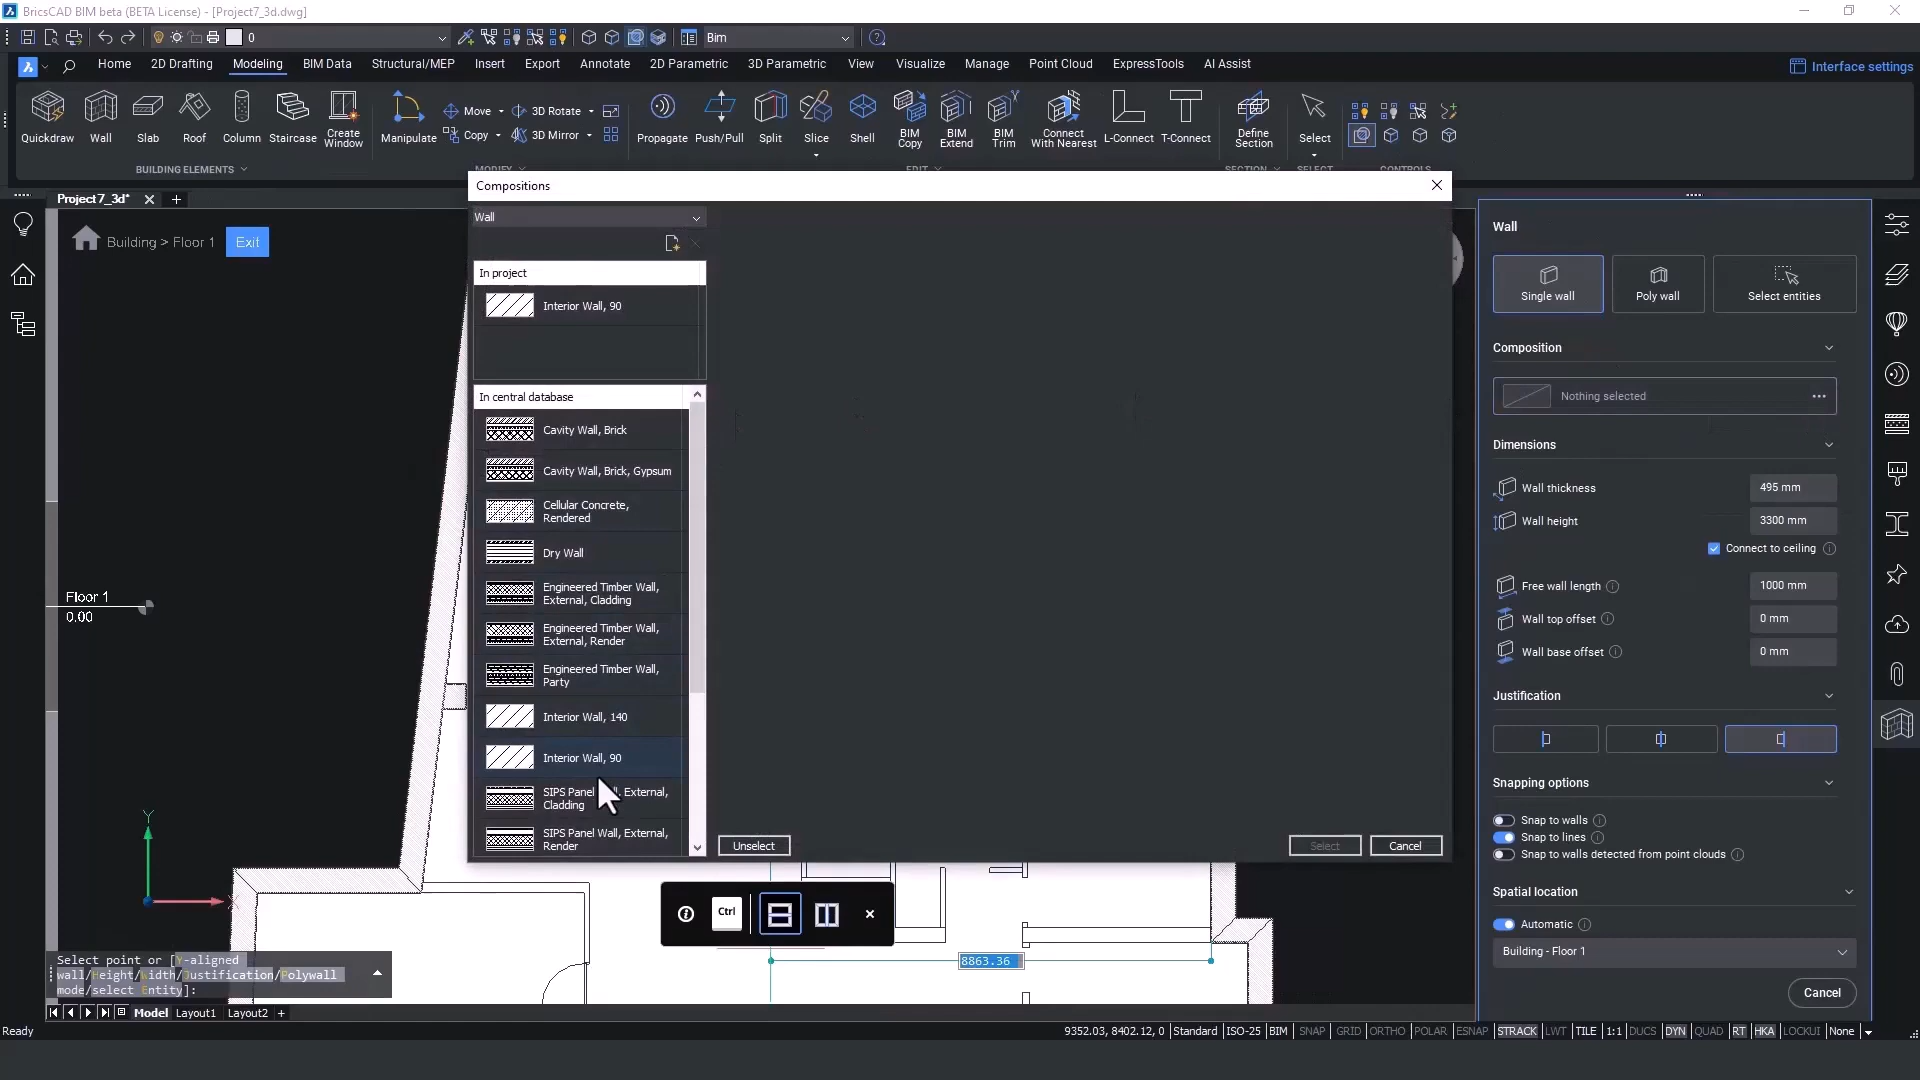 BricsCAD BIM beta (BETA License) - [Project7_3d.dwg]
0
Bim
Home 2D Drafting Modeling BIM Data Structural/MEP Insert Export Annotate 2D Parametric 3D Parametric View Visualize Manage Point Cloud ExpressTools AI Assist
Interface settings
Move 3D Rotate
Copy 3D Mirror
Quickdraw Wall Slab Roof Column Staircase Create Window Manipulate Propagate Push/Pull Split Slice Shell BIM Copy BIM Extend BIM Trim Connect With Nearest L-Connect T-Connect Define Section Select
BUILDING ELEMENTS MODIFY EDIT SECTION SELECT CONTROLS
Project7_3d*
Building > Floor 1 Exit
Floor 1
0.00
Y
X
Compositions
Wall
In project
Interior Wall, 90
In central database
Cavity Wall, Brick
Cavity Wall, Brick, Gypsum
Cellular Concrete,
Rendered
Dry Wall
Engineered Timber Wall,
External, Cladding
Engineered Timber Wall,
External, Render
Engineered Timber Wall,
Party
Interior Wall, 140
Interior Wall, 90
SIPS Panel , External,
Cladding
SIPS Panel Wall, External,
Render
Unselect
Select
Cancel
Ctrl
8863.36
Wall
Single wall
Poly wall
Select entities
Composition
Nothing selected
Dimensions
Wall thickness 495 mm
Wall height 3300 mm
Connect to ceiling
Free wall length 1000 mm
Wall top offset 0 mm
Wall base offset 0 mm
Justification
Snapping options
Snap to walls
Snap to lines
Snap to walls detected from point clouds
Spatial location
Automatic
Building - Floor 1
Cancel
Select point or [Y-aligned
wall/Height/Width/Justification/Polywall
mode/select Entity]:
Model Layout1 Layout2 +
Ready
9352.03, 8402.12, 0 Standard ISO-25 BIM SNAP GRID ORTHO POLAR ESNAP STRACK LWT TILE 1:1 DUCS DYN QUAD RT HKA LOCKUI None